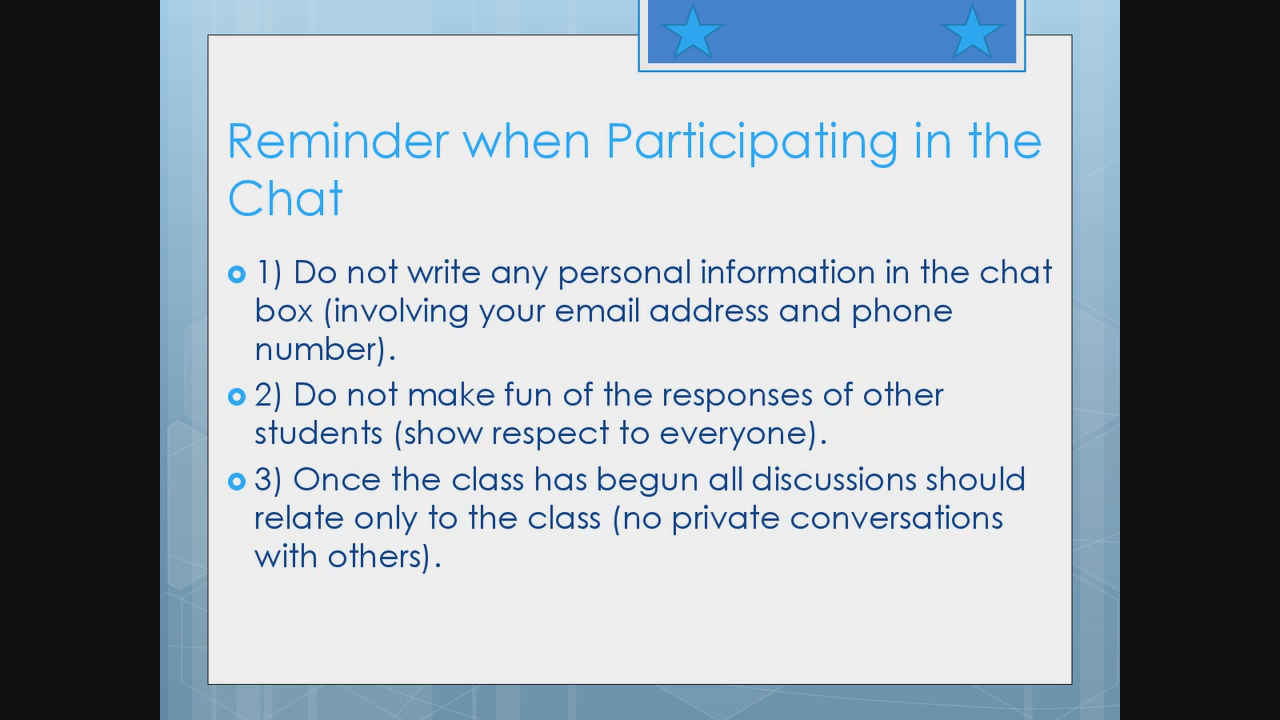 Reminder when Participating in the
Chat
1) Do not write any personal information in the chat
box (involving your email address and phone
number).
2) Do not make fun of the responses of other
students (show respect to everyone).
3) Once the class has begun all discussions should
relate only to the class (no private conversations
with others).